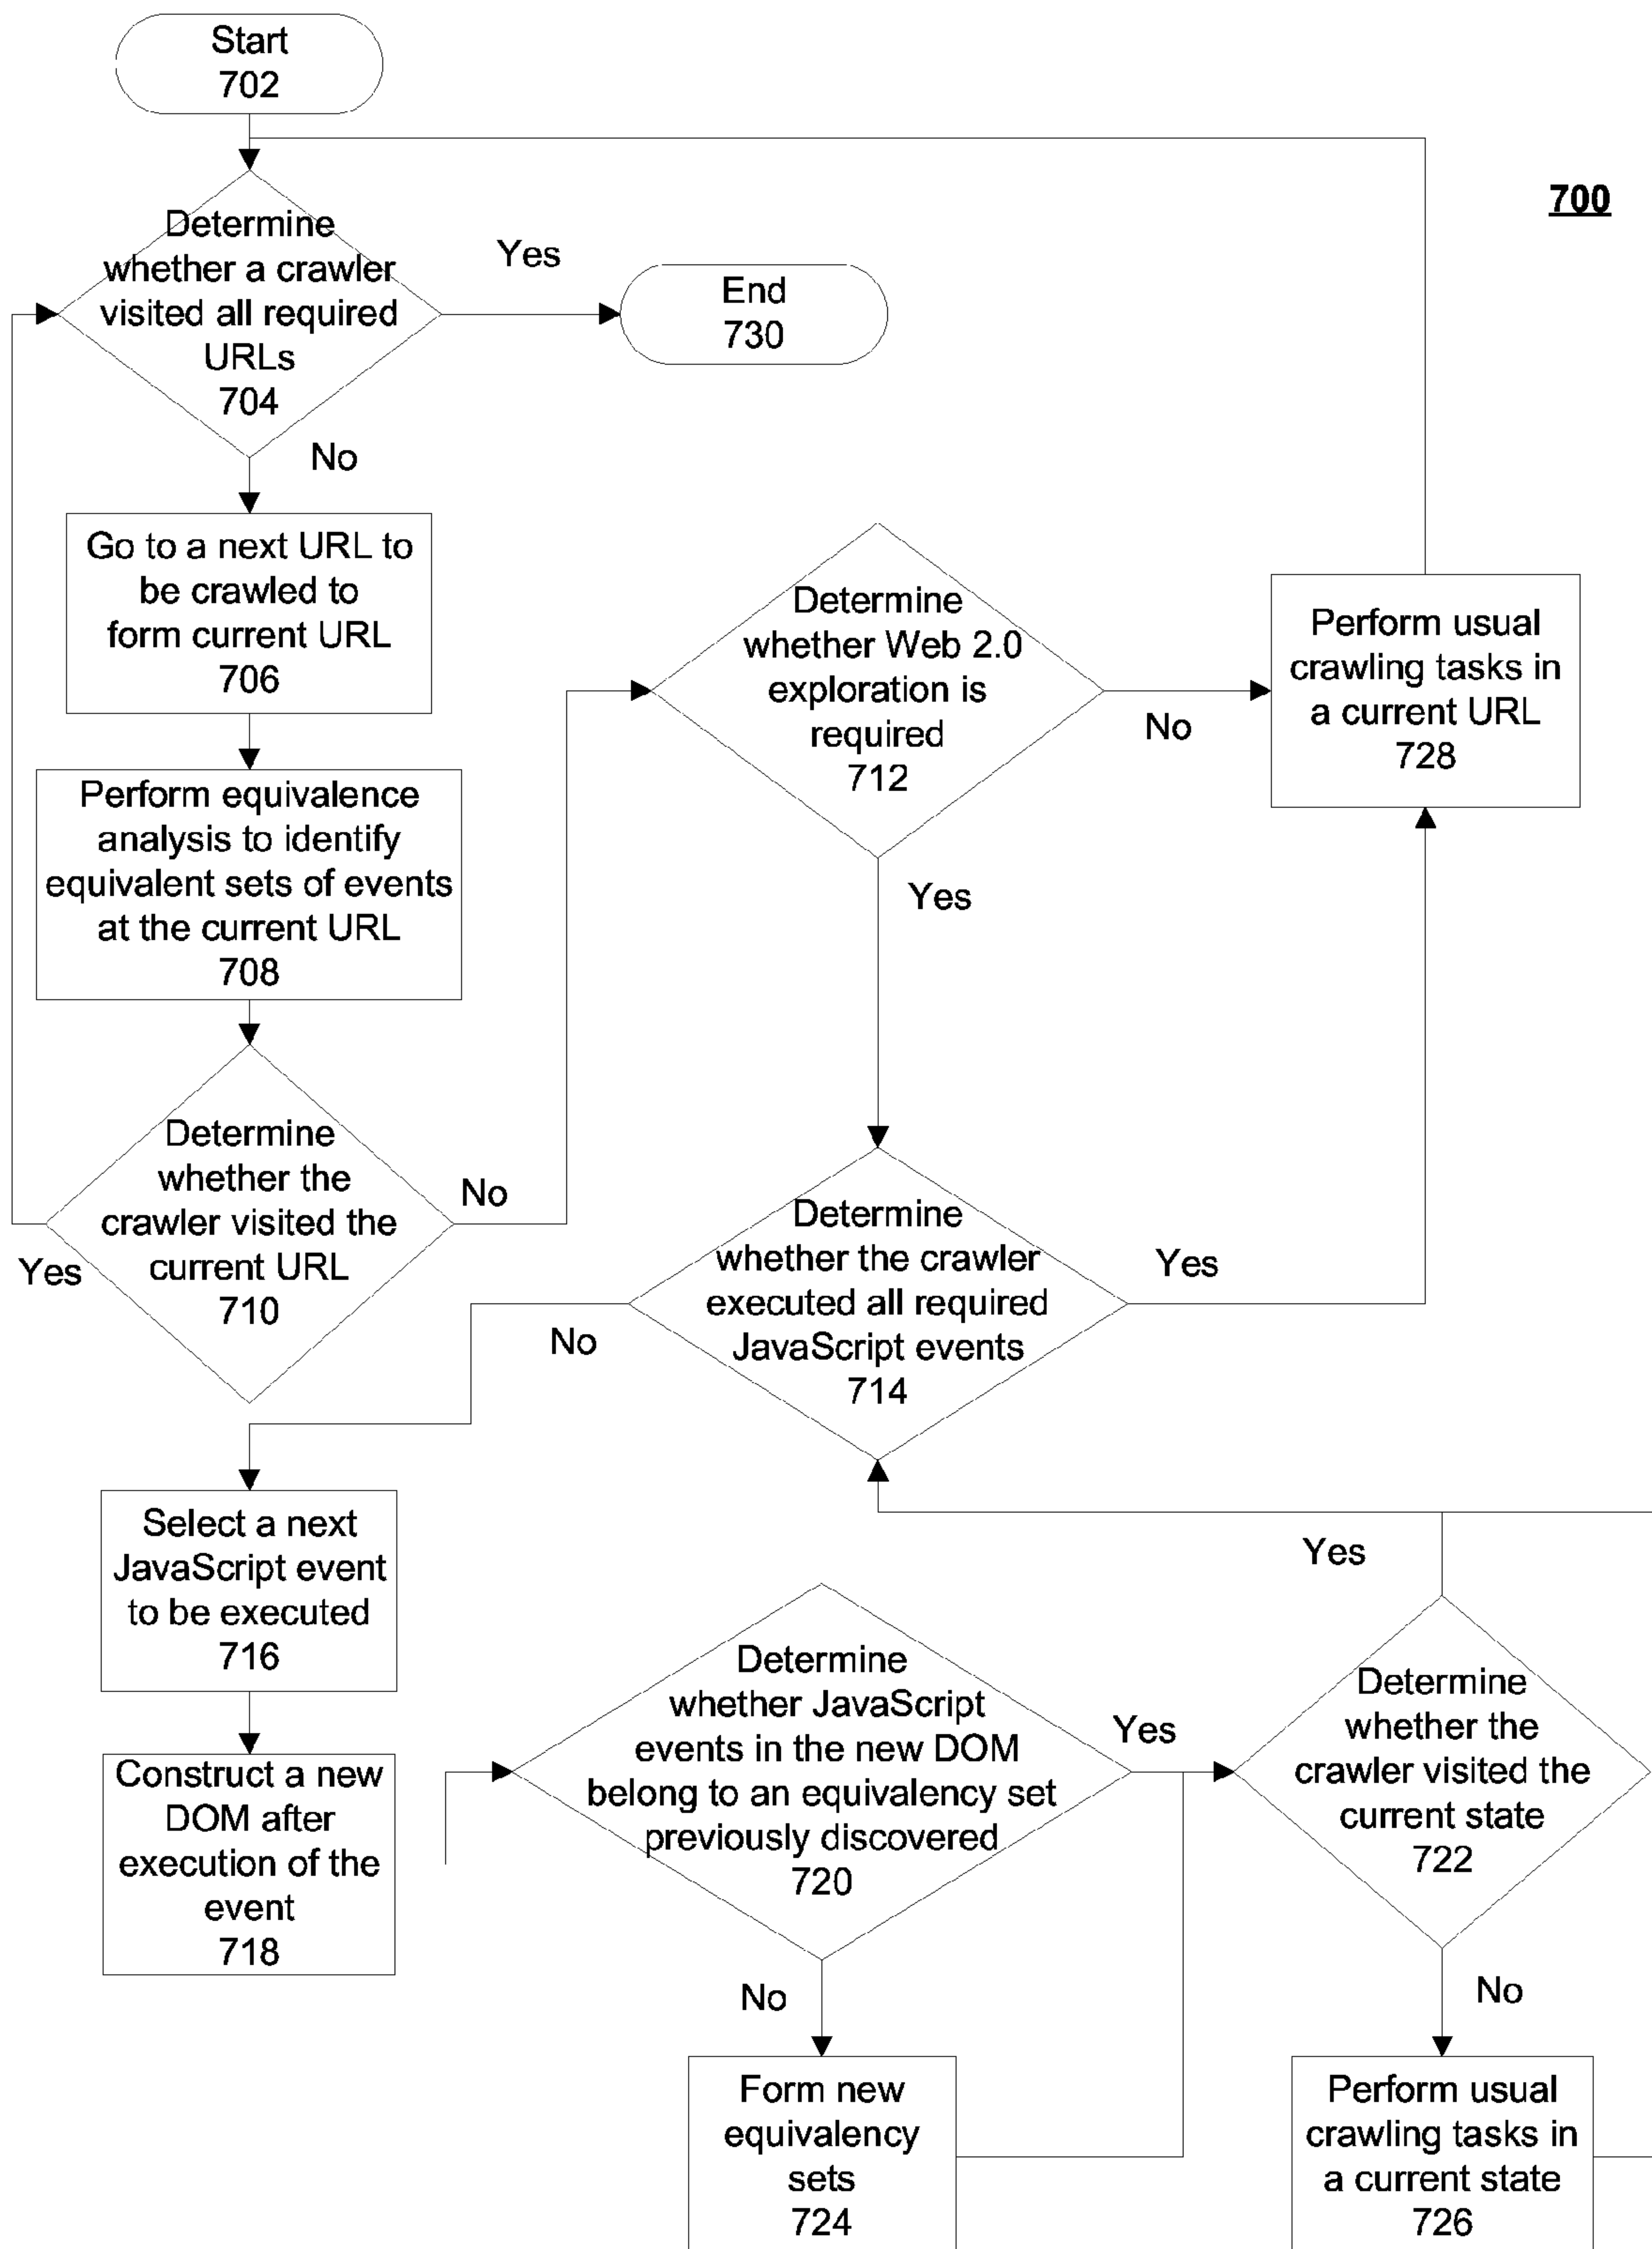 Start
702
700
Determine
whether a crawler
visited all required
URLs
704
Yes
End
730
No
Go to a next URL to
be crawled to
form current URL
706
Determine
whether Web 2.0
exploration is
required
712
No
Perform usual
crawling tasks in
a current URL
728
Perform equivalence
analysis to identify
equivalent sets of events
at the current URL
708
Yes
Determine
whether the
crawler visited the
current URL
710
No
Yes
Determine
whether the crawler
executed all required
JavaScript events
714
Yes
No
Select a next
JavaScript event
to be executed
716
Construct a new
DOM after
execution of the
event
718
Determine
whether JavaScript
events in the new DOM
belong to an equivalency set
previously discovered
720
Yes
Yes
Determine
whether the
crawler visited the
current state
722
No
Form new
equivalency
sets
724
No
Perform usual
crawling tasks in
a current state
726